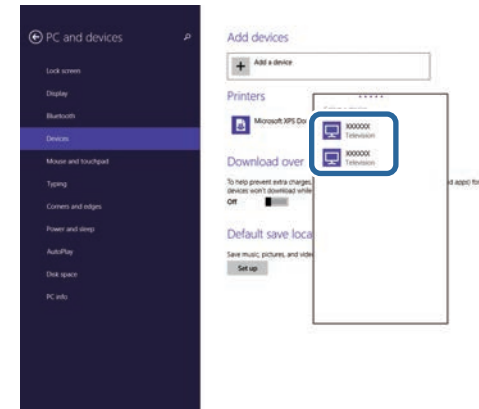 PC and devices
Lock screen
Display
Bluetooth
Devices
Mouse and touchpad
Typing
Corners and edges
Power and sleep
AutoPlay
Disk space
PC info
Add devices
Add a device
Printers
Microsoft XPS Doc
XXXXXX
Television
XXXXXX
Television
Download over
To help prevent extra charges,
d apps) for
devices won't download while
Off
Default save loca
Save music, pictures, and vide
Set up